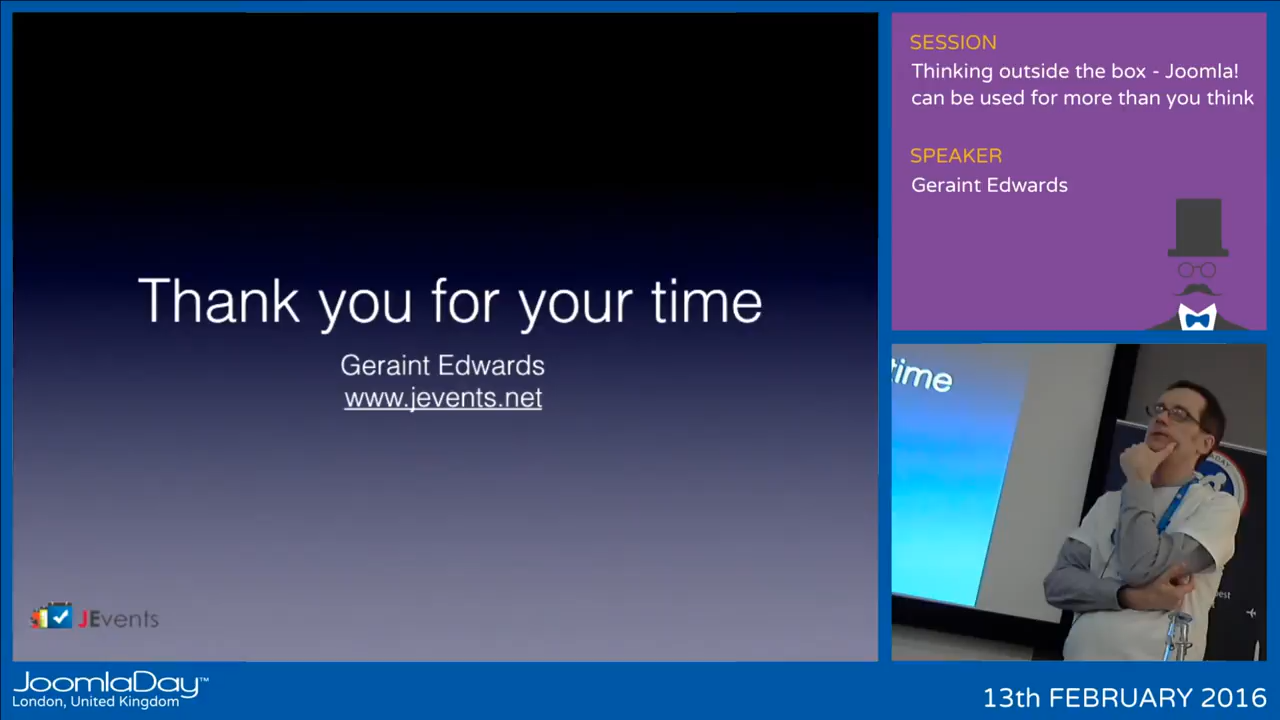 Thank you for your time
Geraint Edwards
www.jevents.net
JEvents
SESSION
Thinking outside the box - Joomla!
can be used for more than you think
SPEAKER
Geraint Edwards
time
JoomlaDay™
London, United Kingdom
13th FEBRUARY 2016